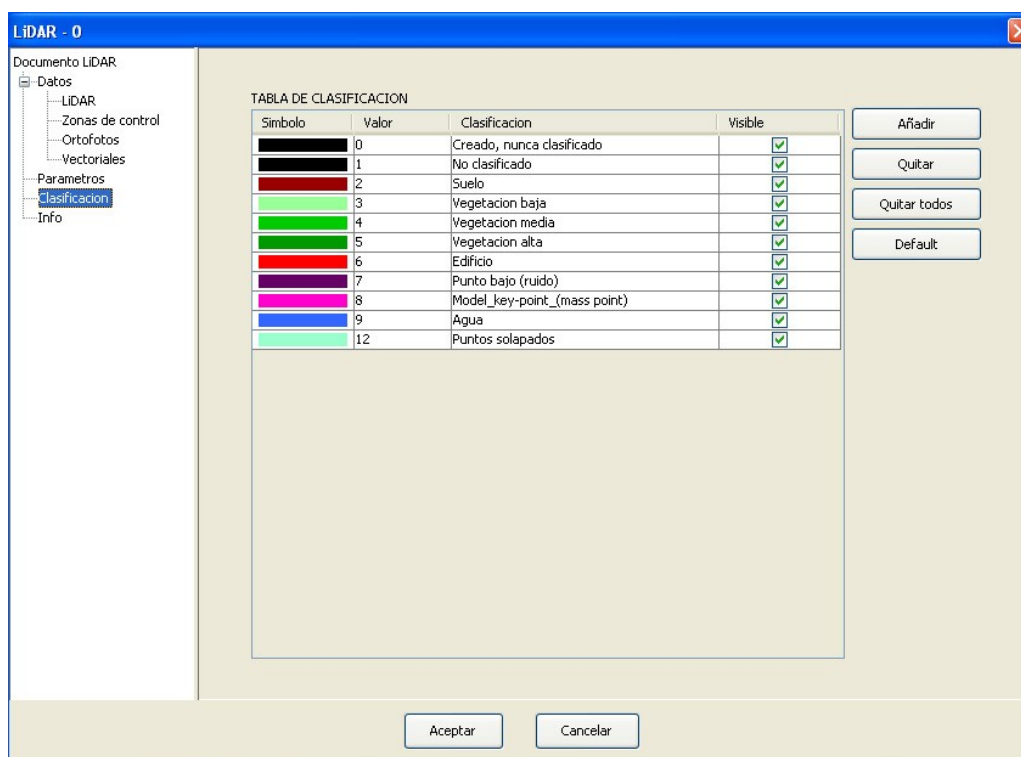 LiDAR - 0
Documento LiDAR
Datos
LiDAR
Zonas de control
Ortofotos
Vectoriales
Parametros
Clasificacion
Info
TABLA DE CLASIFICACION
Simbolo Valor Clasificacion Visible
0 Creado, nunca clasificado
1 No clasificado
2 Suelo
3 Vegetacion baja
4 Vegetacion media
5 Vegetacion alta
6 Edificio
7 Punto bajo (ruido)
8 Model_key-point_(mass point)
9 Agua
12 Puntos solapados
Añadir
Quitar
Quitar todos
Default
Aceptar Cancelar